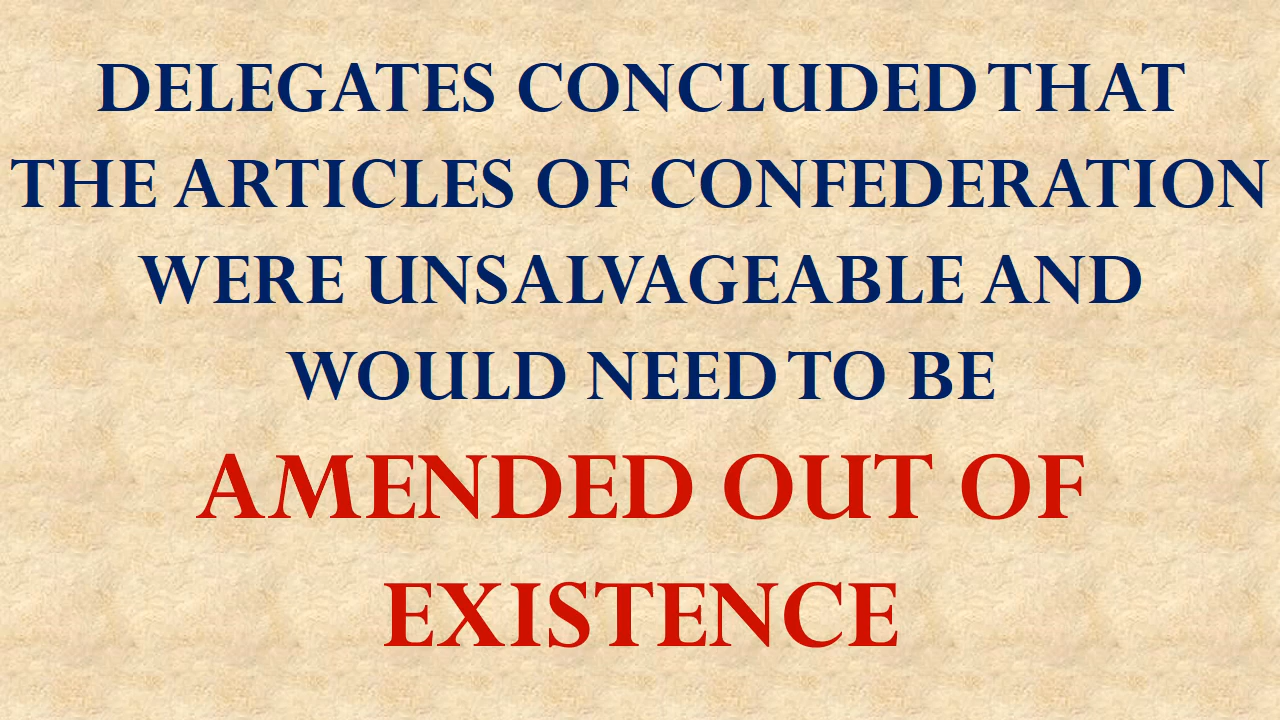 DELEGATES CONCLUDED THAT
THE ARTICLES OF CONFEDERATION
WERE UNSALVAGEABLE AND
WOULD NEED TO BE
AMENDED OUT OF
EXISTENCE